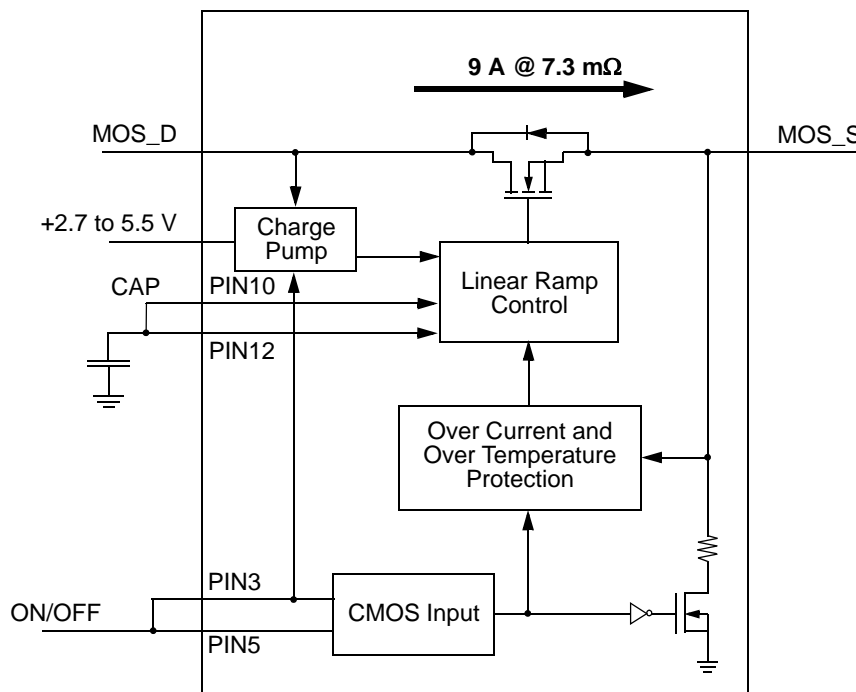 9 A @ 7.3 mΩ
MOS_D
MOS_S
+2.7 to 5.5 V
Charge
Pump
CAP
PIN10
Linear Ramp
Control
PIN12
Over Current and
Over Temperature
Protection
PIN3
ON/OFF
CMOS Input
PIN5